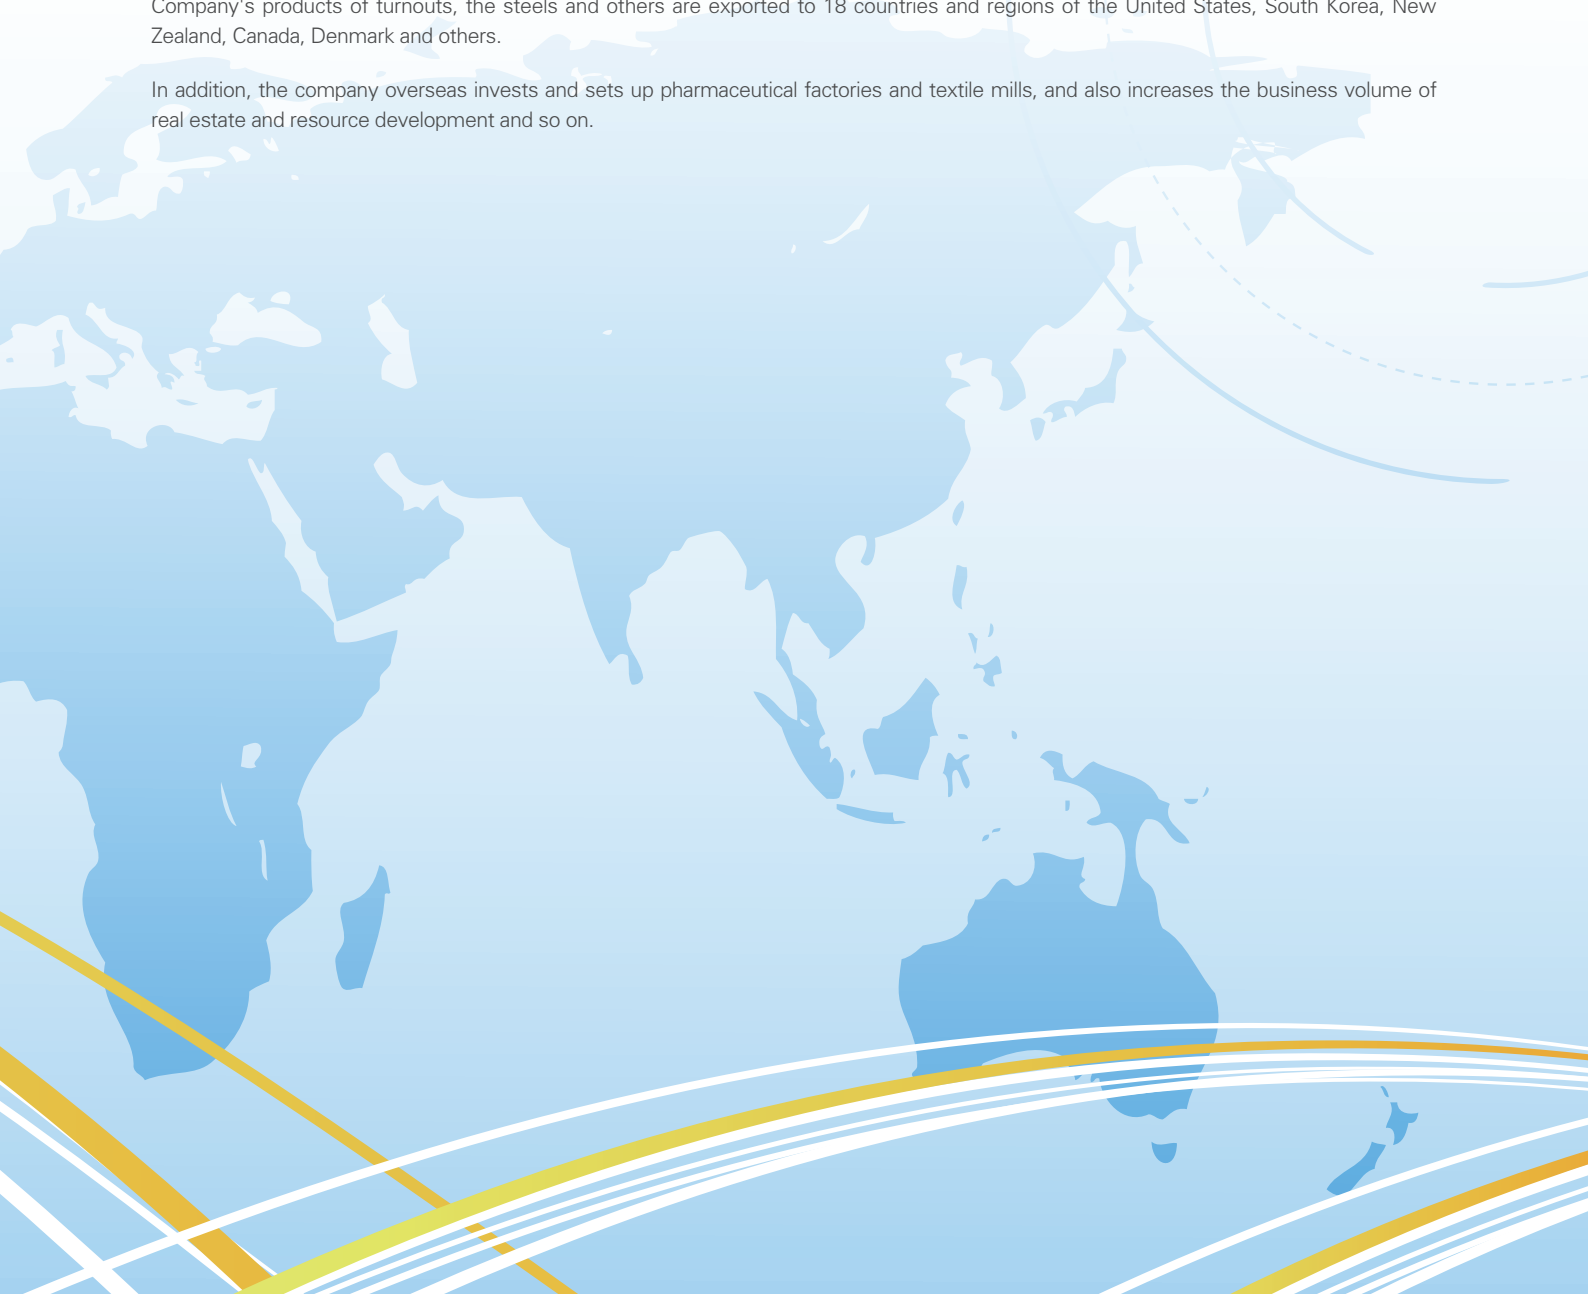 Company's products of turnouts, the steels and others are exported to 18 countries and regions of the United States, South Korea, New
Zealand, Canada, Denmark and others.
In addition, the company overseas invests and sets up pharmaceutical factories and textile mills, and also increases the business volume of
real estate and resource development and so on.